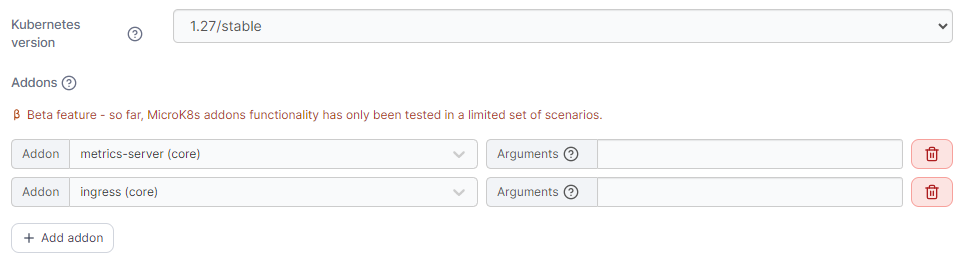 Kubernetes
version
1.27/stable
Addons
β Beta feature - so far, MicroK8s addons functionality has only been tested in a limited set of scenarios.
Addon metrics-server (core) Arguments
Addon ingress (core) Arguments
+ Add addon